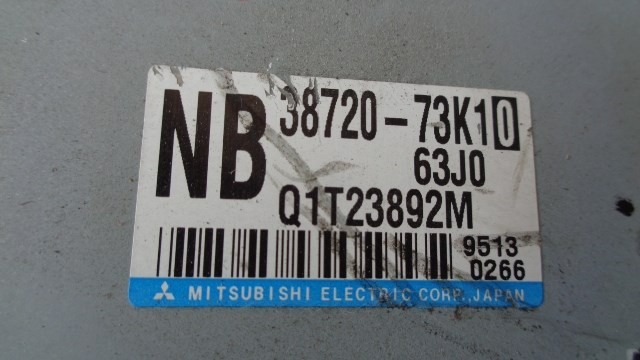 NB 38720-73K10
63J0
Q1T23892M
9513
0266
MITSUBISHI ELECTRIC CORP., JAPAN